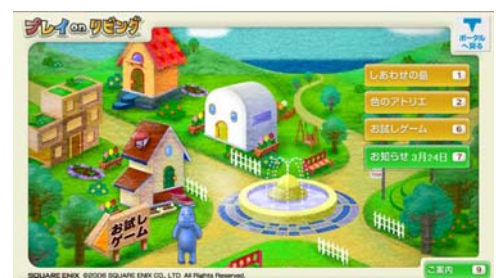 プレイonリビング
ポータル
へ戻る
しあわせの島 1
色のアトリエ 2
お試しゲーム 6
お知らせ 3月24日 7
お試し
ゲーム
ご案内 9
SQUARE ENIX ©2006 SQUARE ENIX CO., LTD All Rights Reserved.